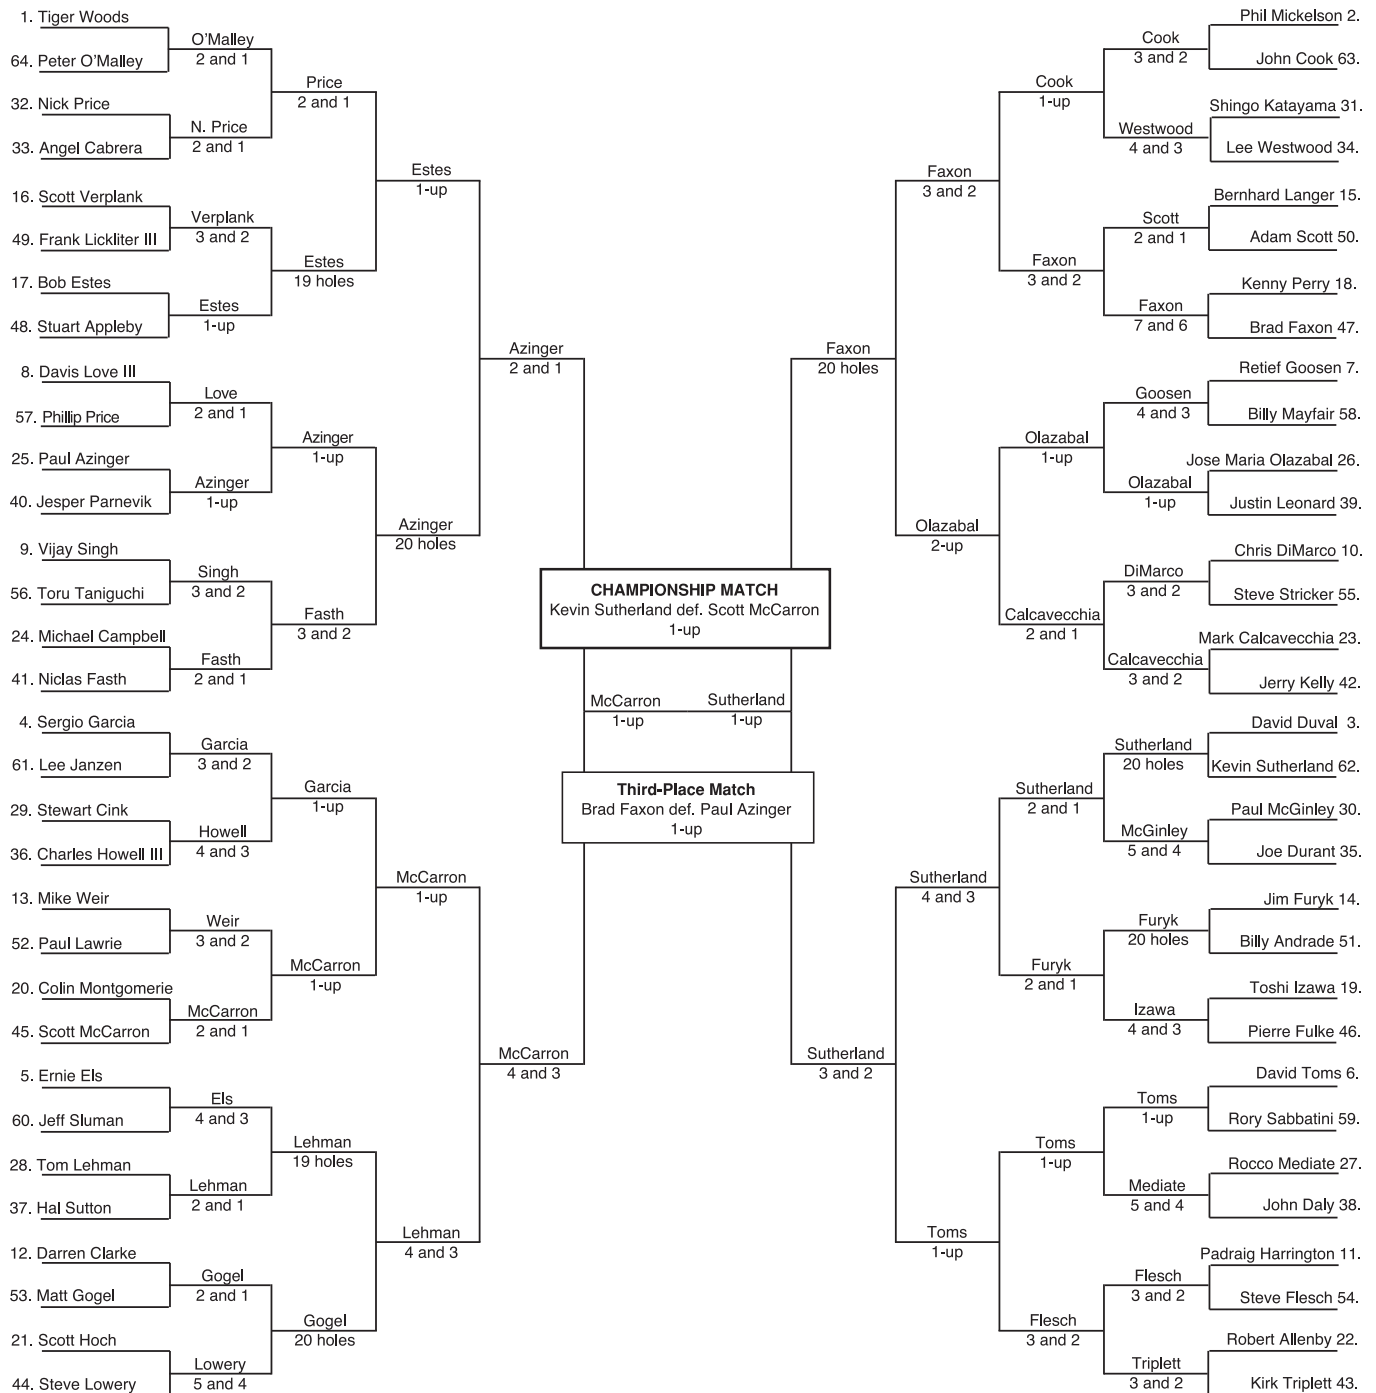 1. Tiger Woods
64. Peter O’Malley
32. Nick Price
33. Angel Cabrera
16. Scott Verplank
49. Frank Lickliter III
17. Bob Estes
48. Stuart Appleby
8. Davis Love III
57. Phillip Price
25. Paul Azinger
40. Jesper Parnevik
9. Vijay Singh
56. Toru Taniguchi
24. Michael Campbell
41. Niclas Fasth
4. Sergio Garcia
61. Lee Janzen
29. Stewart Cink
36. Charles Howell III
13. Mike Weir
52. Paul Lawrie
20. Colin Montgomerie
45. Scott McCarron
5. Ernie Els
60. Jeff Sluman
28. Tom Lehman
37. Hal Sutton
12. Darren Clarke
53. Matt Gogel
21. Scott Hoch
44. Steve Lowery
O’Malley
2 and 1
N. Price
2 and 1
Verplank
3 and 2
Estes
1-up
Love
2 and 1
Azinger
1-up
Singh
3 and 2
Fasth
2 and 1
Garcia
3 and 2
Howell
4 and 3
Weir
3 and 2
McCarron
2 and 1
Els
4 and 3
Lehman
2 and 1
Gogel
2 and 1
Lowery
5 and 4
Price
2 and 1
Estes
19 holes
Azinger
1-up
Fasth
3 and 2
Garcia
1-up
McCarron
1-up
Lehman
19 holes
Gogel
20 holes
Estes
1-up
Azinger
20 holes
McCarron
1-up
Lehman
4 and 3
Azinger
2 and 1
McCarron
4 and 3
CHAMPIONSHIP MATCH
Kevin Sutherland def. Scott McCarron
1-up
McCarron
1-up
Sutherland
1-up
Third-Place Match
Brad Faxon def. Paul Azinger
1-up
Faxon
20 holes
Sutherland
3 and 2
Faxon
3 and 2
Olazabal
2-up
Sutherland
4 and 3
Toms
1-up
Cook
1-up
Faxon
3 and 2
Olazabal
1-up
Calcavecchia
2 and 1
Sutherland
2 and 1
Furyk
2 and 1
Toms
1-up
Flesch
3 and 2
Cook
3 and 2
Westwood
4 and 3
Scott
2 and 1
Faxon
7 and 6
Goosen
4 and 3
Olazabal
1-up
DiMarco
3 and 2
Calcavecchia
3 and 2
Sutherland
20 holes
McGinley
5 and 4
Furyk
20 holes
Izawa
4 and 3
Toms
1-up
Mediate
5 and 4
Flesch
3 and 2
Triplett
3 and 2
Phil Mickelson 2.
John Cook 63.
Shingo Katayama 31.
Lee Westwood 34.
Bernhard Langer 15.
Adam Scott 50.
Kenny Perry 18.
Brad Faxon 47.
Retief Goosen 7.
Billy Mayfair 58.
Jose Maria Olazabal 26.
Justin Leonard 39.
Chris DiMarco 10.
Steve Stricker 55.
Mark Calcavecchia 23.
Jerry Kelly 42.
David Duval 3.
Kevin Sutherland 62.
Paul McGinley 30.
Joe Durant 35.
Jim Furyk 14.
Billy Andrade 51.
Toshi Izawa 19.
Pierre Fulke 46.
David Toms 6.
Rory Sabbatini 59.
Rocco Mediate 27.
John Daly 38.
Padraig Harrington 11.
Steve Flesch 54.
Robert Allenby 22.
Kirk Triplett 43.